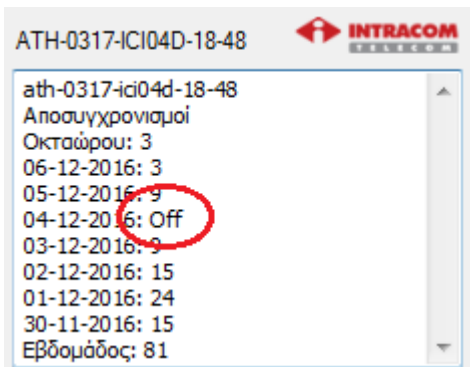 ATH-0317-ICI04D-18-48
INTRACOM
TELECOM
ath-0317-ici04d-18-48
Αποσυγχρονισμοί
Οκταώρου: 3
06-12-2016: 3
05-12-2016: 9
04-12-2016: Off
03-12-2016: 9
02-12-2016: 15
01-12-2016: 24
30-11-2016: 15
Εβδομάδος: 81